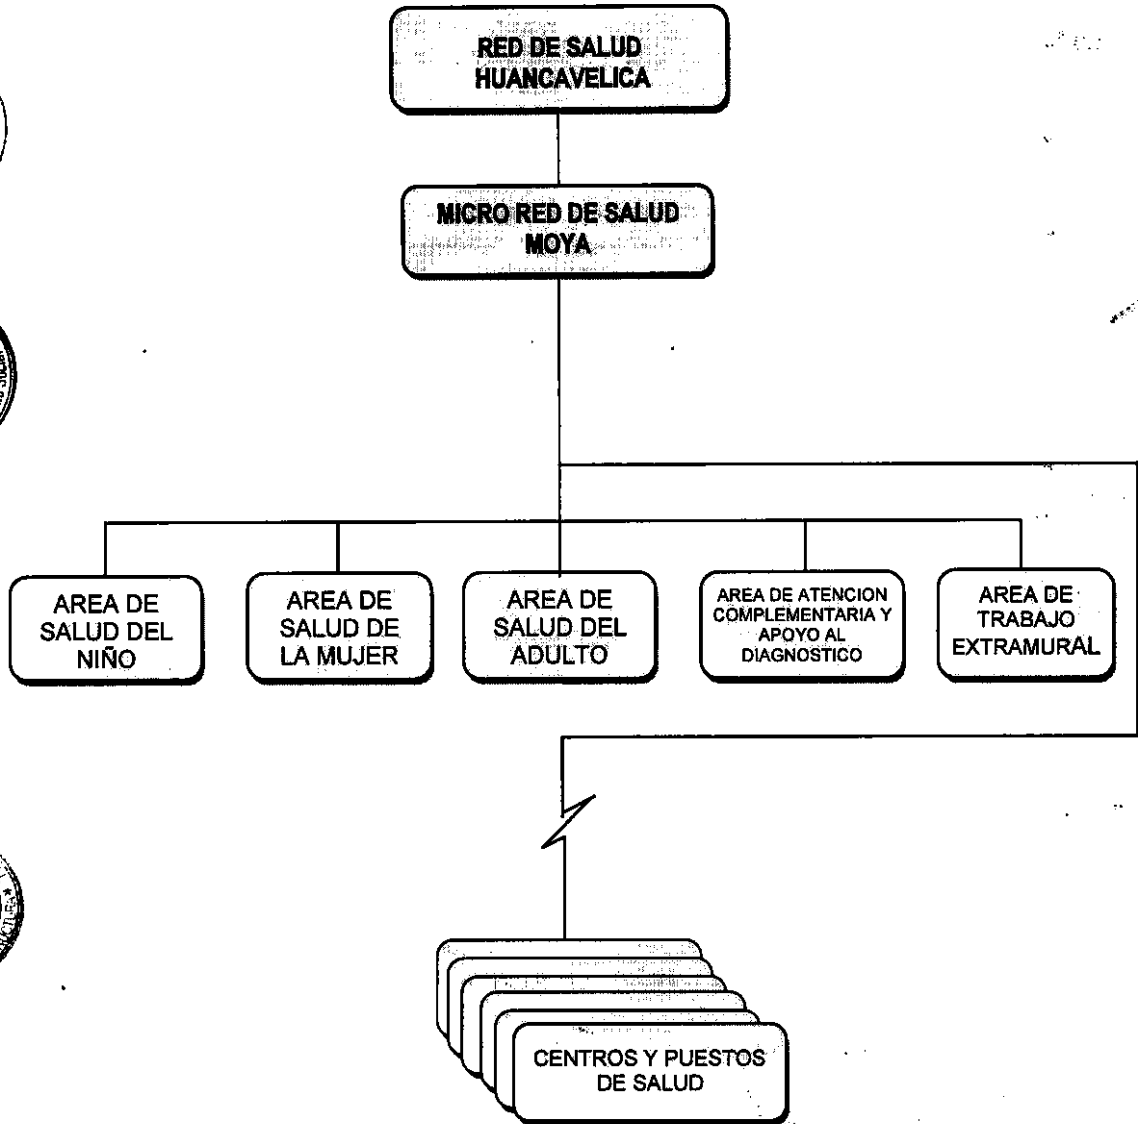 RED DE SALUD
HUANCAVELICA
MICRO RED DE SALUD
MOYA
AREA DE
SALUD DEL
NIÑO
AREA DE
SALUD DE
LA MUJER
AREA DE
SALUD DEL
ADULTO
AREA DE ATENCION
COMPLEMENTARIA Y
APOYO AL
DIAGNOSTICO
AREA DE
TRABAJO
EXTRAMURAL
CENTROS Y PUESTOS
DE SALUD